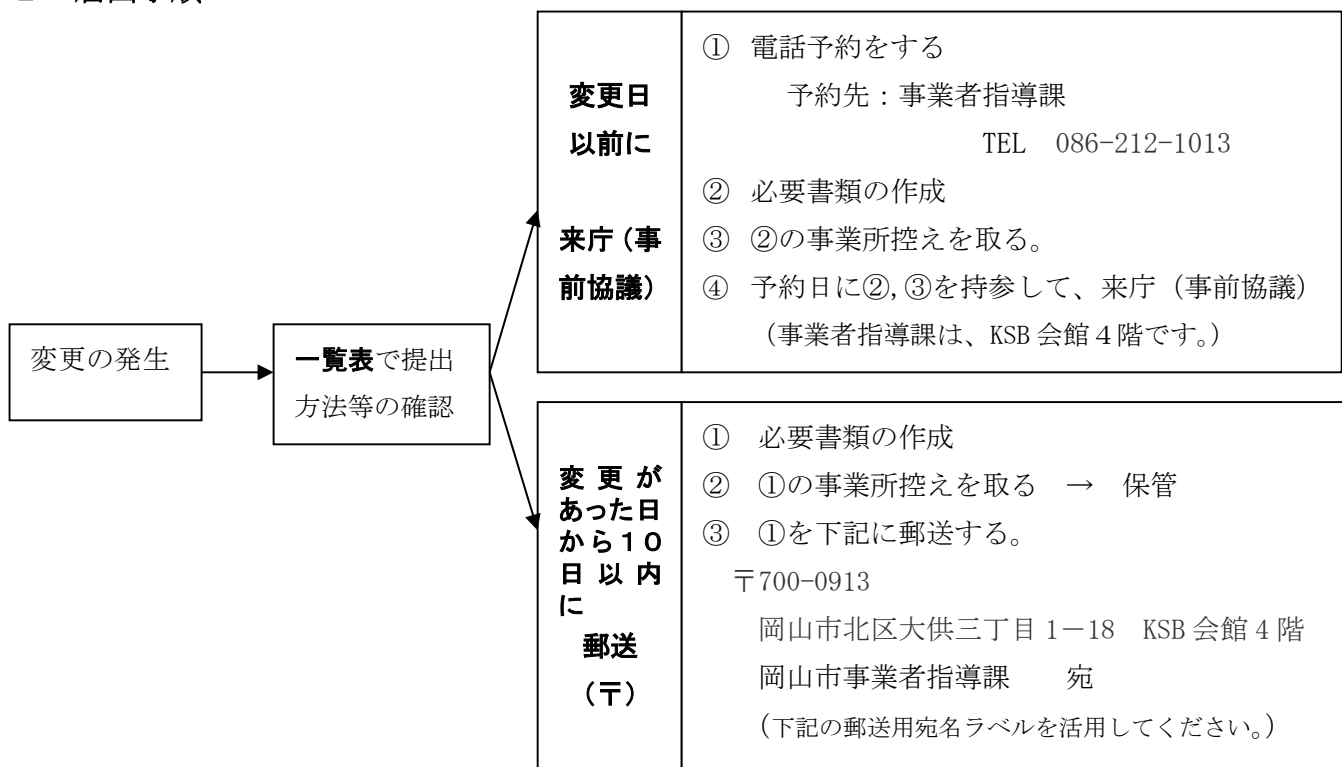 変更の発生
一覧表で提出
方法等の確認
変更日
以前に
来庁（事
前協議）
① 電話予約をする
予約先：事業者指導課
TEL 086-212-1013
② 必要書類の作成
③ ②の事業所控えを取る。
④ 予約日に②,③を持参して、来庁（事前協議）
（事業者指導課は、KSB会館４階です。）
変更が
あった日
から１０
日以内
に
郵送
（〒）
① 必要書類の作成
② ①の事業所控えを取る → 保管
③ ①を下記に郵送する。
〒700-0913
岡山市北区大供三丁目1－18 KSB会館4階
岡山市事業者指導課 宛
（下記の郵送用宛名ラベルを活用してください。）